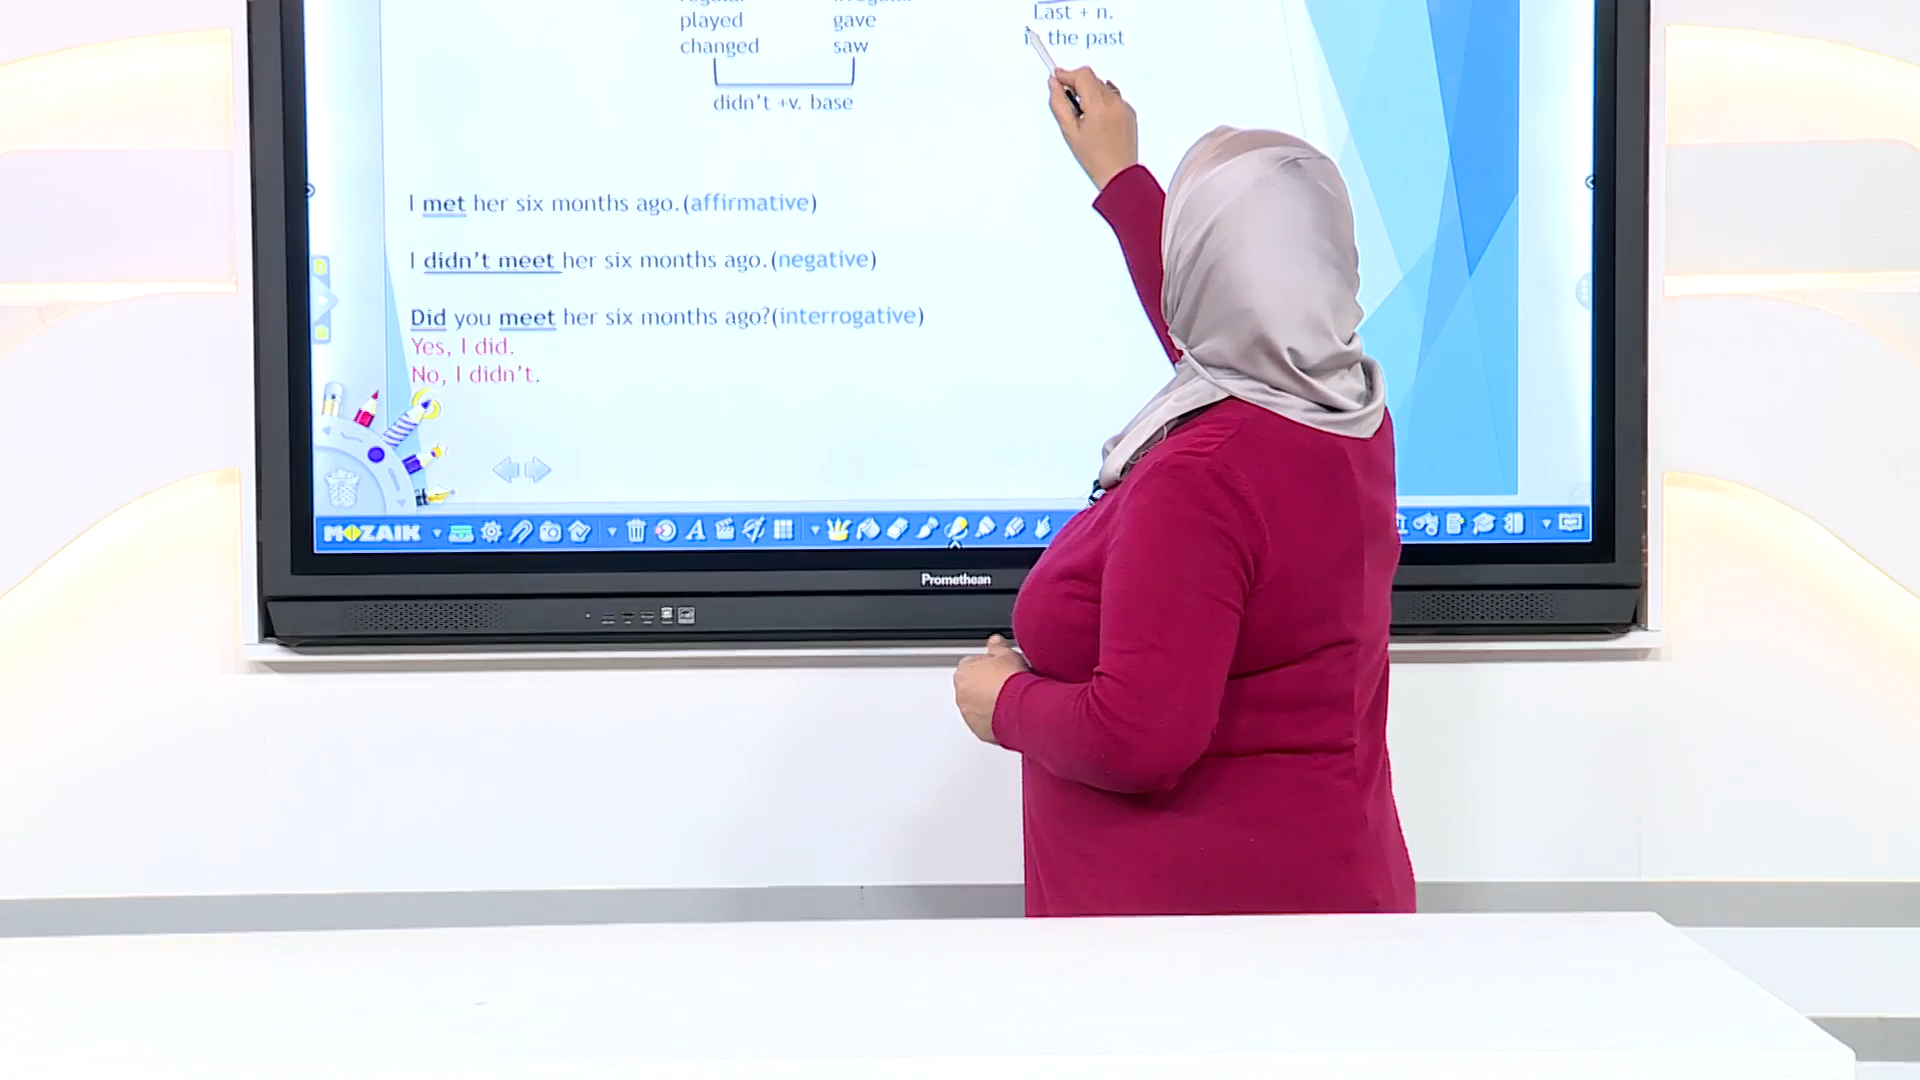 played gave Last + n.
changed saw the past
didn't +v. base
I met her six months ago.(affirmative)
I didn't meet her six months ago.(negative)
Did you meet her six months ago?(interrogative)
Yes, I did.
No, I didn't.
MOZAIK
Promethean